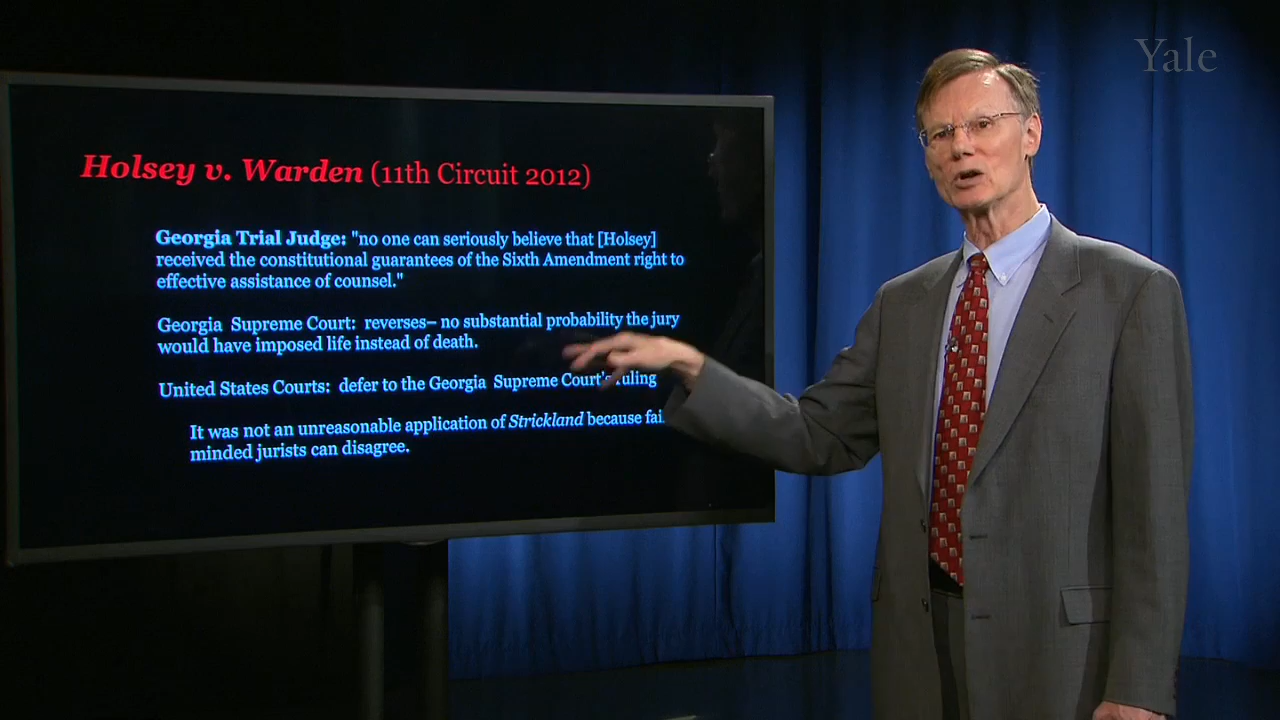 Yale
Holsey v. Warden (11th Circuit 2012)
Georgia Trial Judge: "no one can seriously believe that [Holsey]
received the constitutional guarantees of the Sixth Amendment right to
effective assistance of counsel."
Georgia Supreme Court: reverses– no substantial probability the jury
would have imposed life instead of death.
United States Courts: defer to the Georgia Supreme Court's
It was not an unreasonable application of Strickland because
minded jurists can disagree.